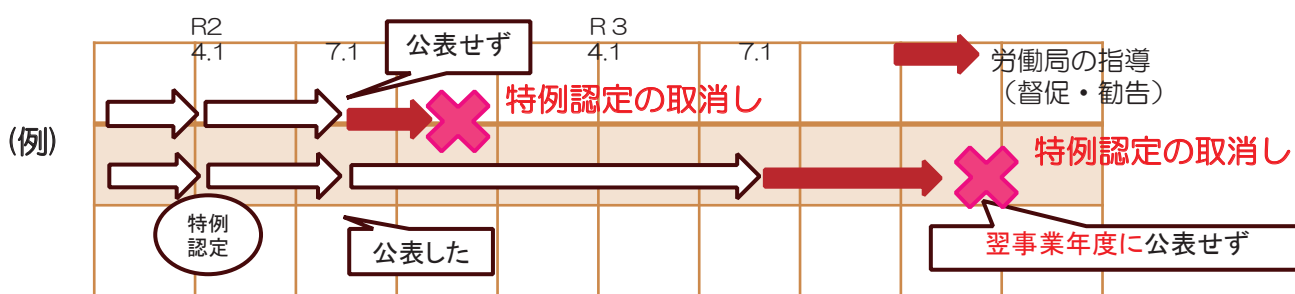 R2
4.1
7.1
公表せず
R3
4.1
7.1
労働局の指導
（督促・勧告）
特例認定の取消し
(例)
特例認定の取消し
特例
認定
公表した
翌事業年度に公表せず